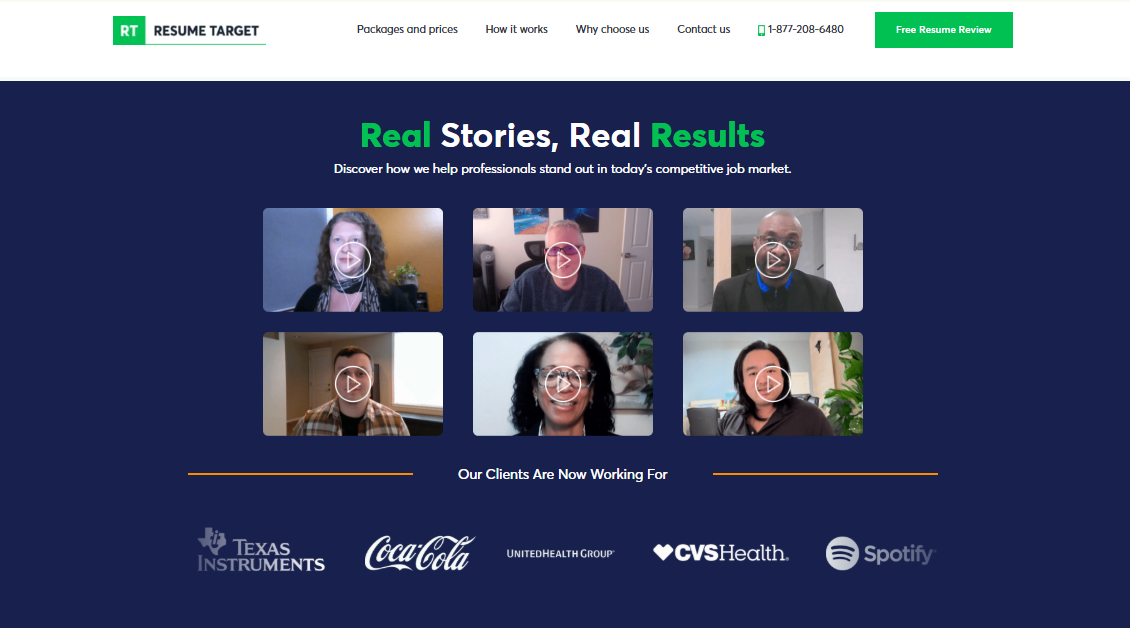 RT RESUME TARGET
Packages and prices
How it works
Why choose us
Contact us
1-877-208-6480
Free Resume Review
Real Stories, Real Results
Discover how we help professionals stand out in today's competitive job market.
Our Clients Are Now Working For
TEXAS
INSTRUMENTS
Coca-Cola
UNITEDHEALTH GROUP
CVSHealth.
Spotify